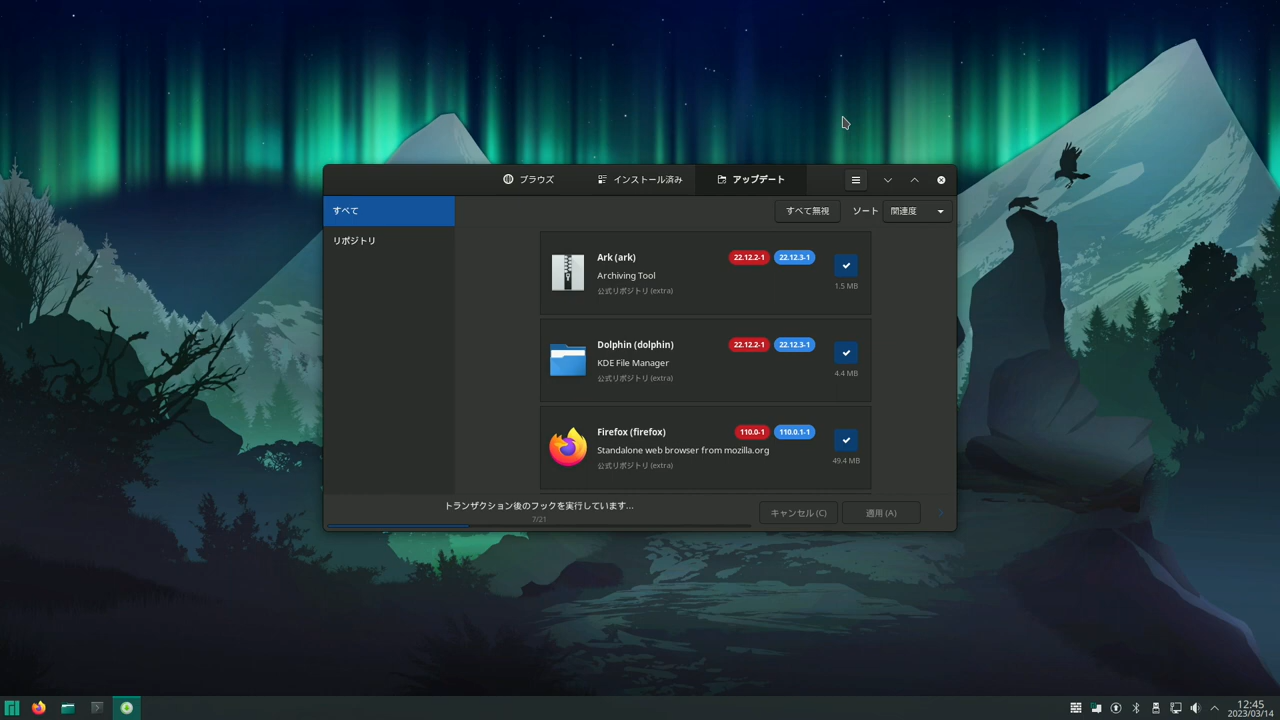 ブラウズ
インストール済み
アップデート
すべて
リポジトリ
すべて無視
ソート
関連度
Ark (ark)
22.12.2-1
22.12.3-1
Archiving Tool
公式リポジトリ (extra)
1.5 MB
Dolphin (dolphin)
22.12.2-1
22.12.3-1
KDE File Manager
公式リポジトリ (extra)
4.4 MB
Firefox (firefox)
110.0-1
110.0.1-1
Standalone web browser from mozilla.org
公式リポジトリ (extra)
49.4 MB
トランザクション後のフックを実行しています...
7/21
キャンセル (C)
適用 (A)
12:45
2023/03/14